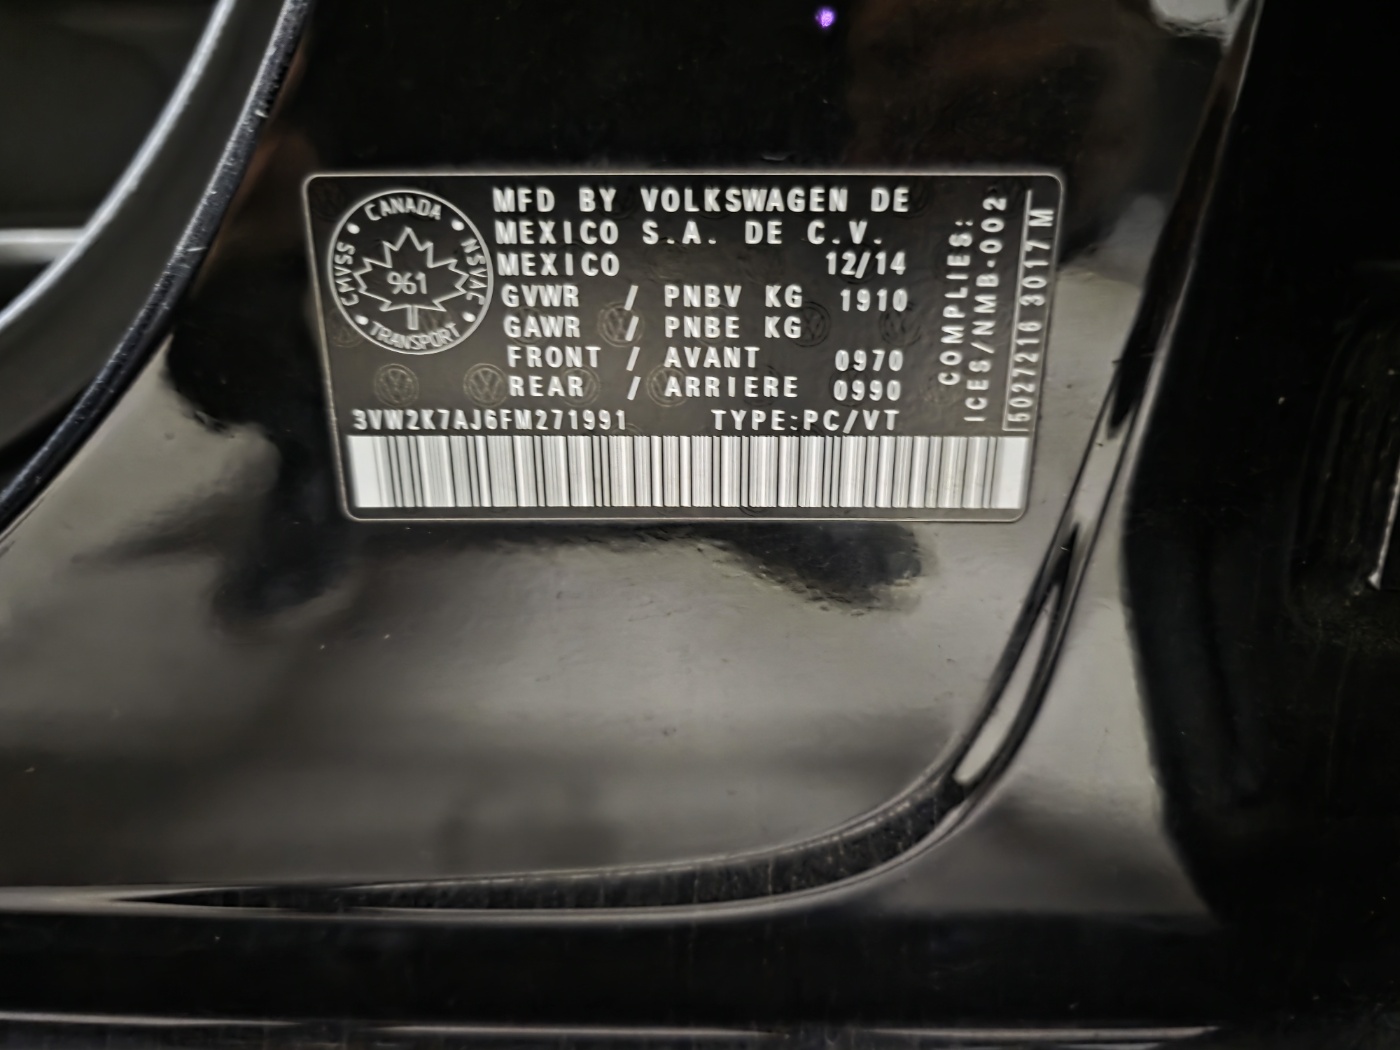 CANADA
CMVSS
NSVAC
961
TRANSPORT
MFD BY VOLKSWAGEN DE
MEXICO S.A. DE C.V.
MEXICO 12/14
GVWR / PNBV KG 1910
GAWR / PNBE KG
FRONT / AVANT 0970
REAR / ARRIERE 0990
3VW2K7AJ6FM271991 TYPE:PC/VT
COMPLIES:
ICES/NMB-002
5027216 3017 M